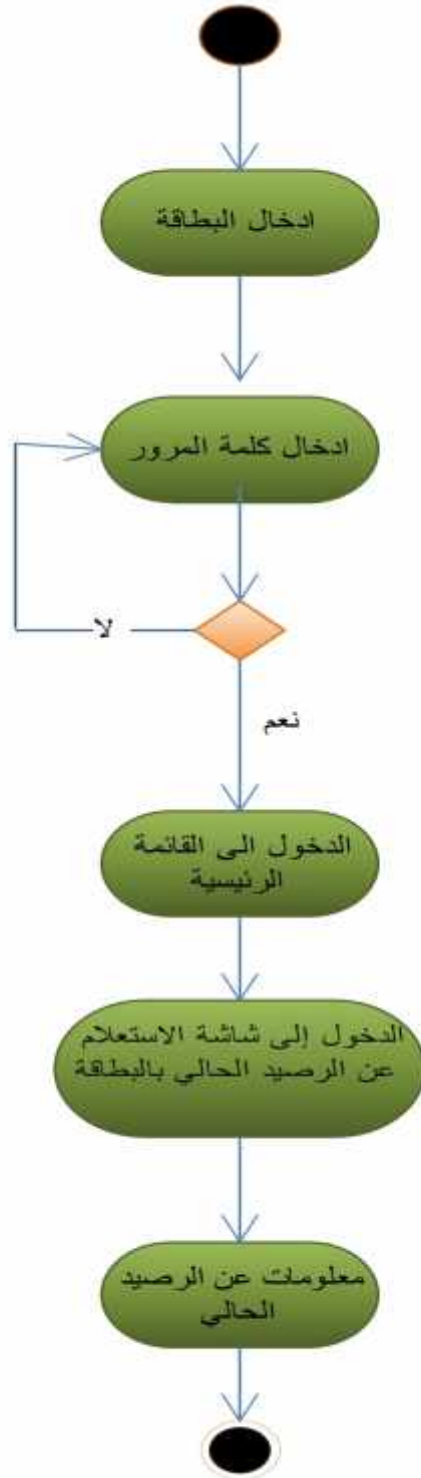 ادخال البطاقة
ادخال كلمة المرور
لا
نعم
الدخول الى القائمة
الرئيسية
الدخول إلى شاشة الاستعلام
عن الرصيد الحالي بالبطاقة
معلومات عن الرصيد
الحالي